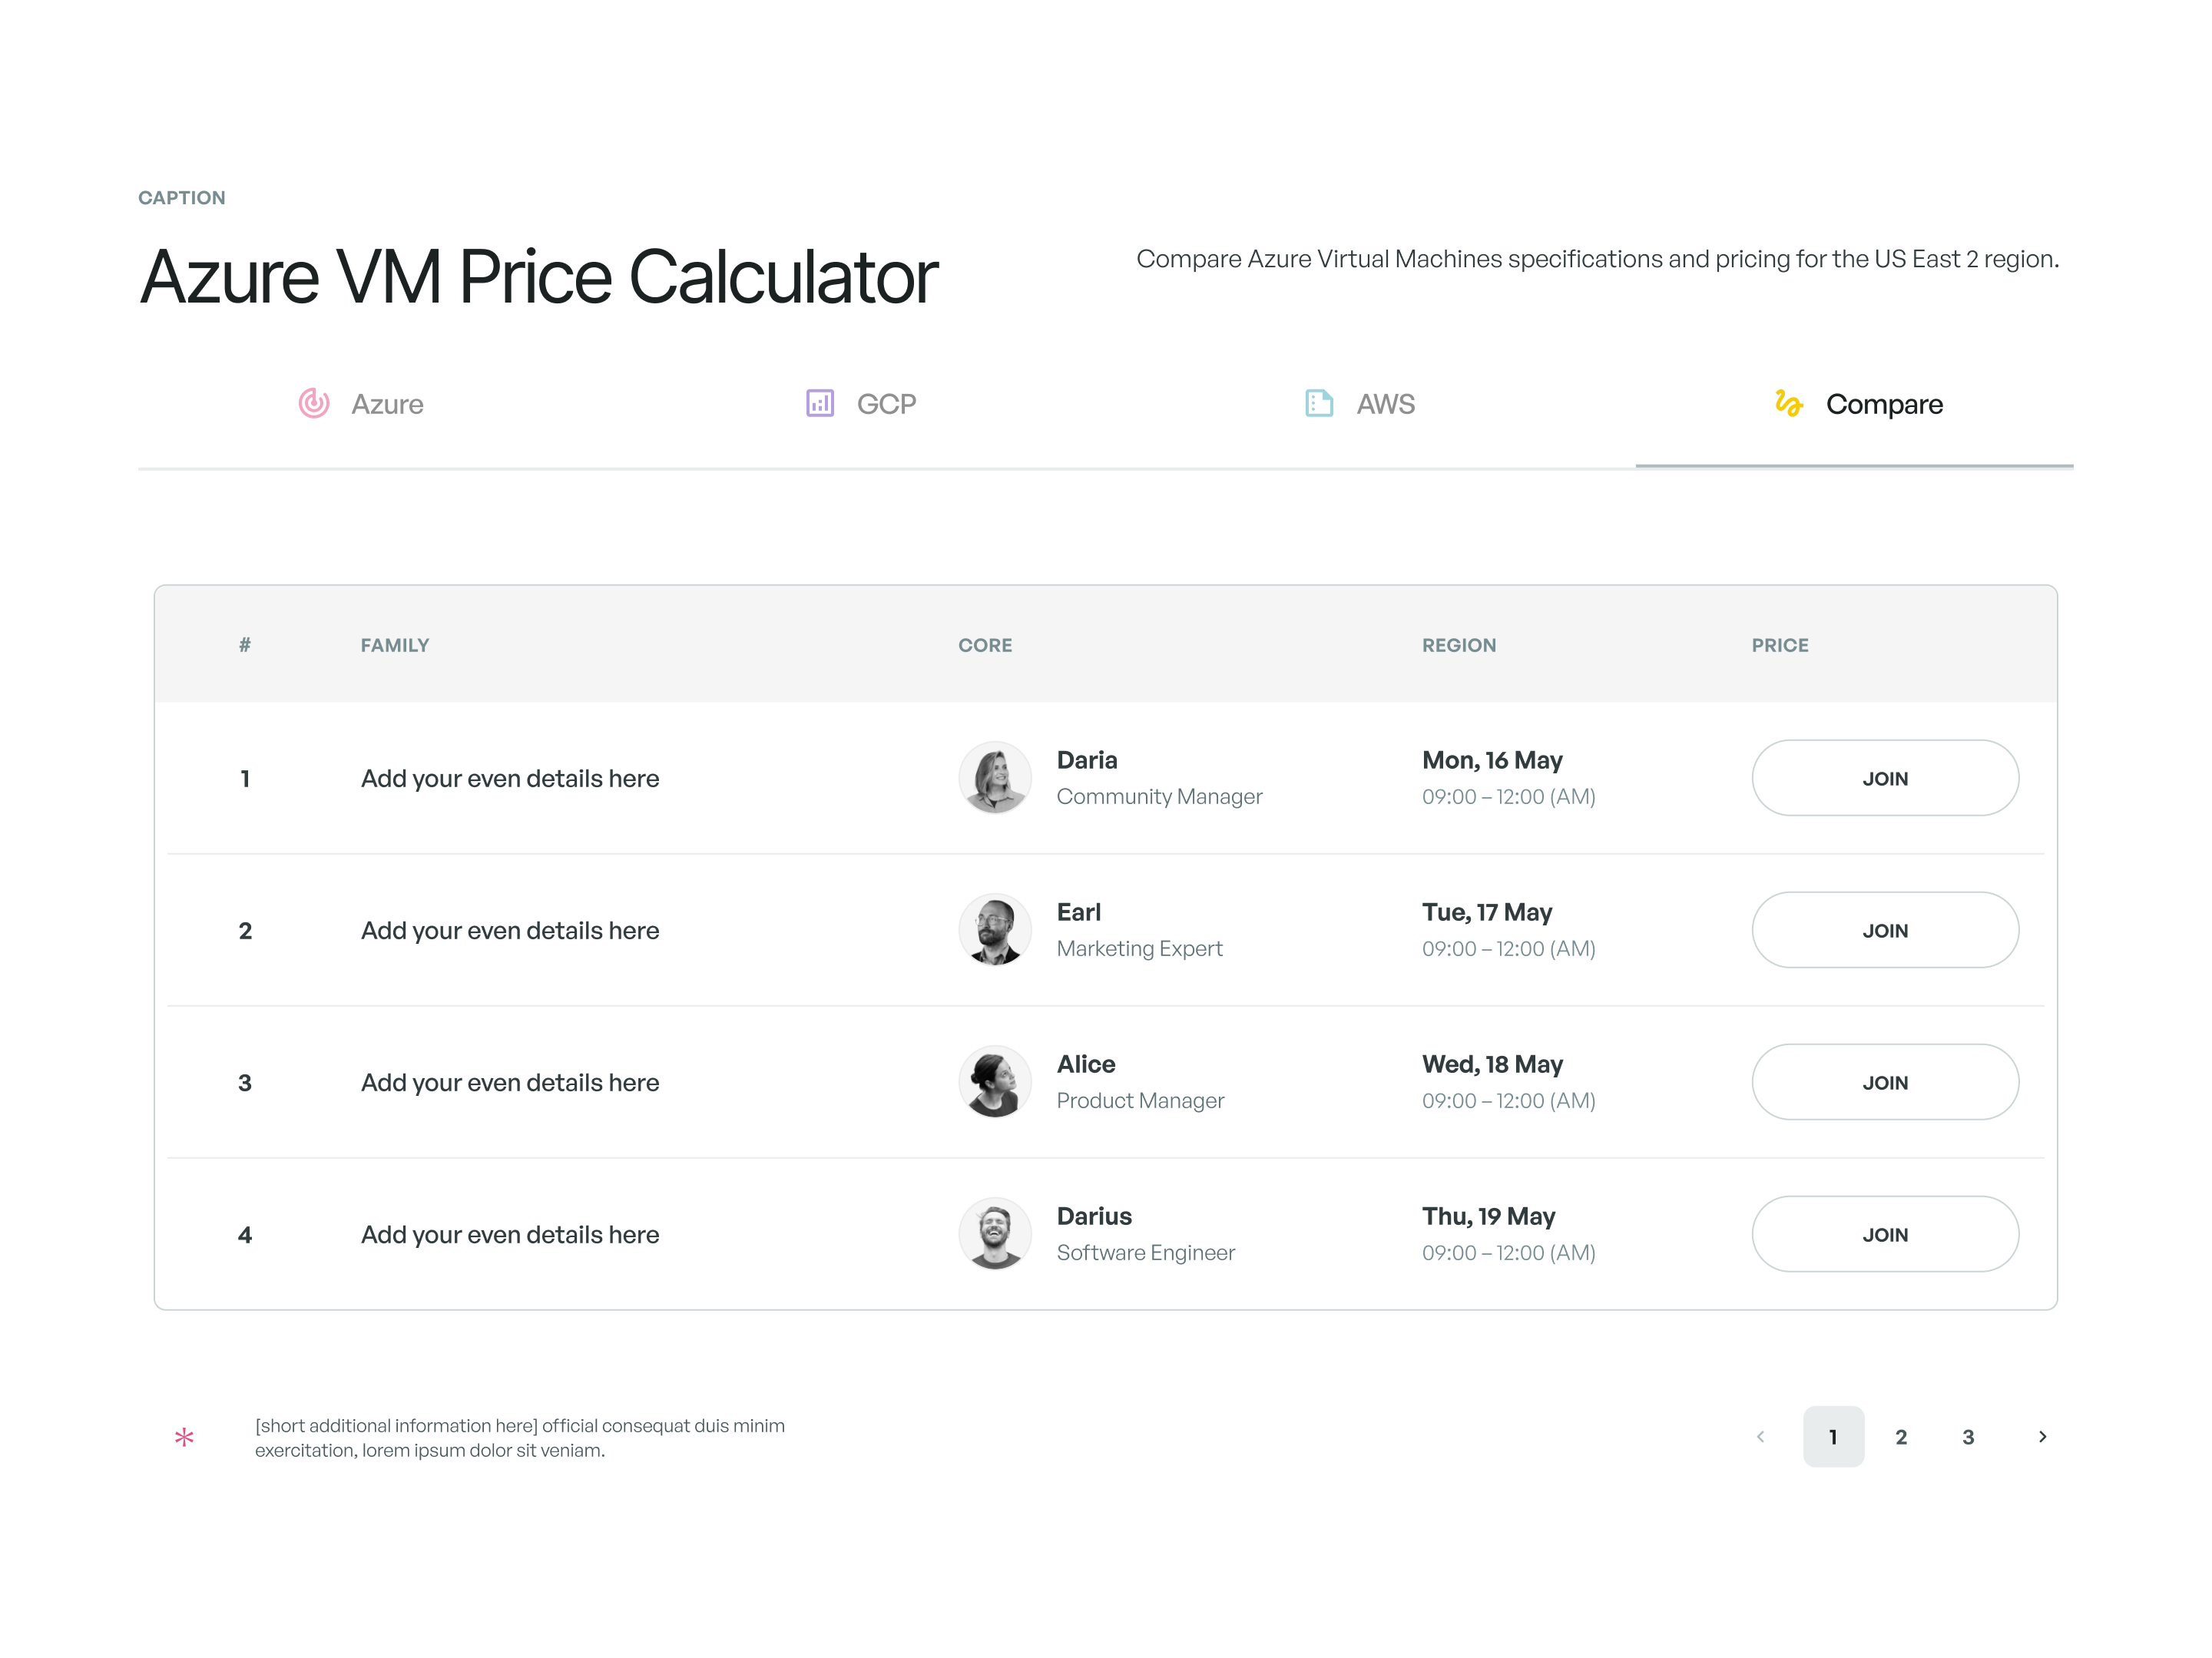 CAPTION
Azure VM Price Calculator
Compare Azure Virtual Machines specifications and pricing for the US East 2 region.
Azure
GCP
AWS
Compare
# FAMILY CORE REGION PRICE
1 Add your even details here
Daria
Community Manager
Mon, 16 May
09:00 – 12:00 (AM)
JOIN
2 Add your even details here
Earl
Marketing Expert
Tue, 17 May
09:00 – 12:00 (AM)
JOIN
3 Add your even details here
Alice
Product Manager
Wed, 18 May
09:00 – 12:00 (AM)
JOIN
4 Add your even details here
Darius
Software Engineer
Thu, 19 May
09:00 – 12:00 (AM)
JOIN
* [short additional information here] official consequat duis minim
exercitation, lorem ipsum dolor sit veniam.
‹ 1 2 3 ›